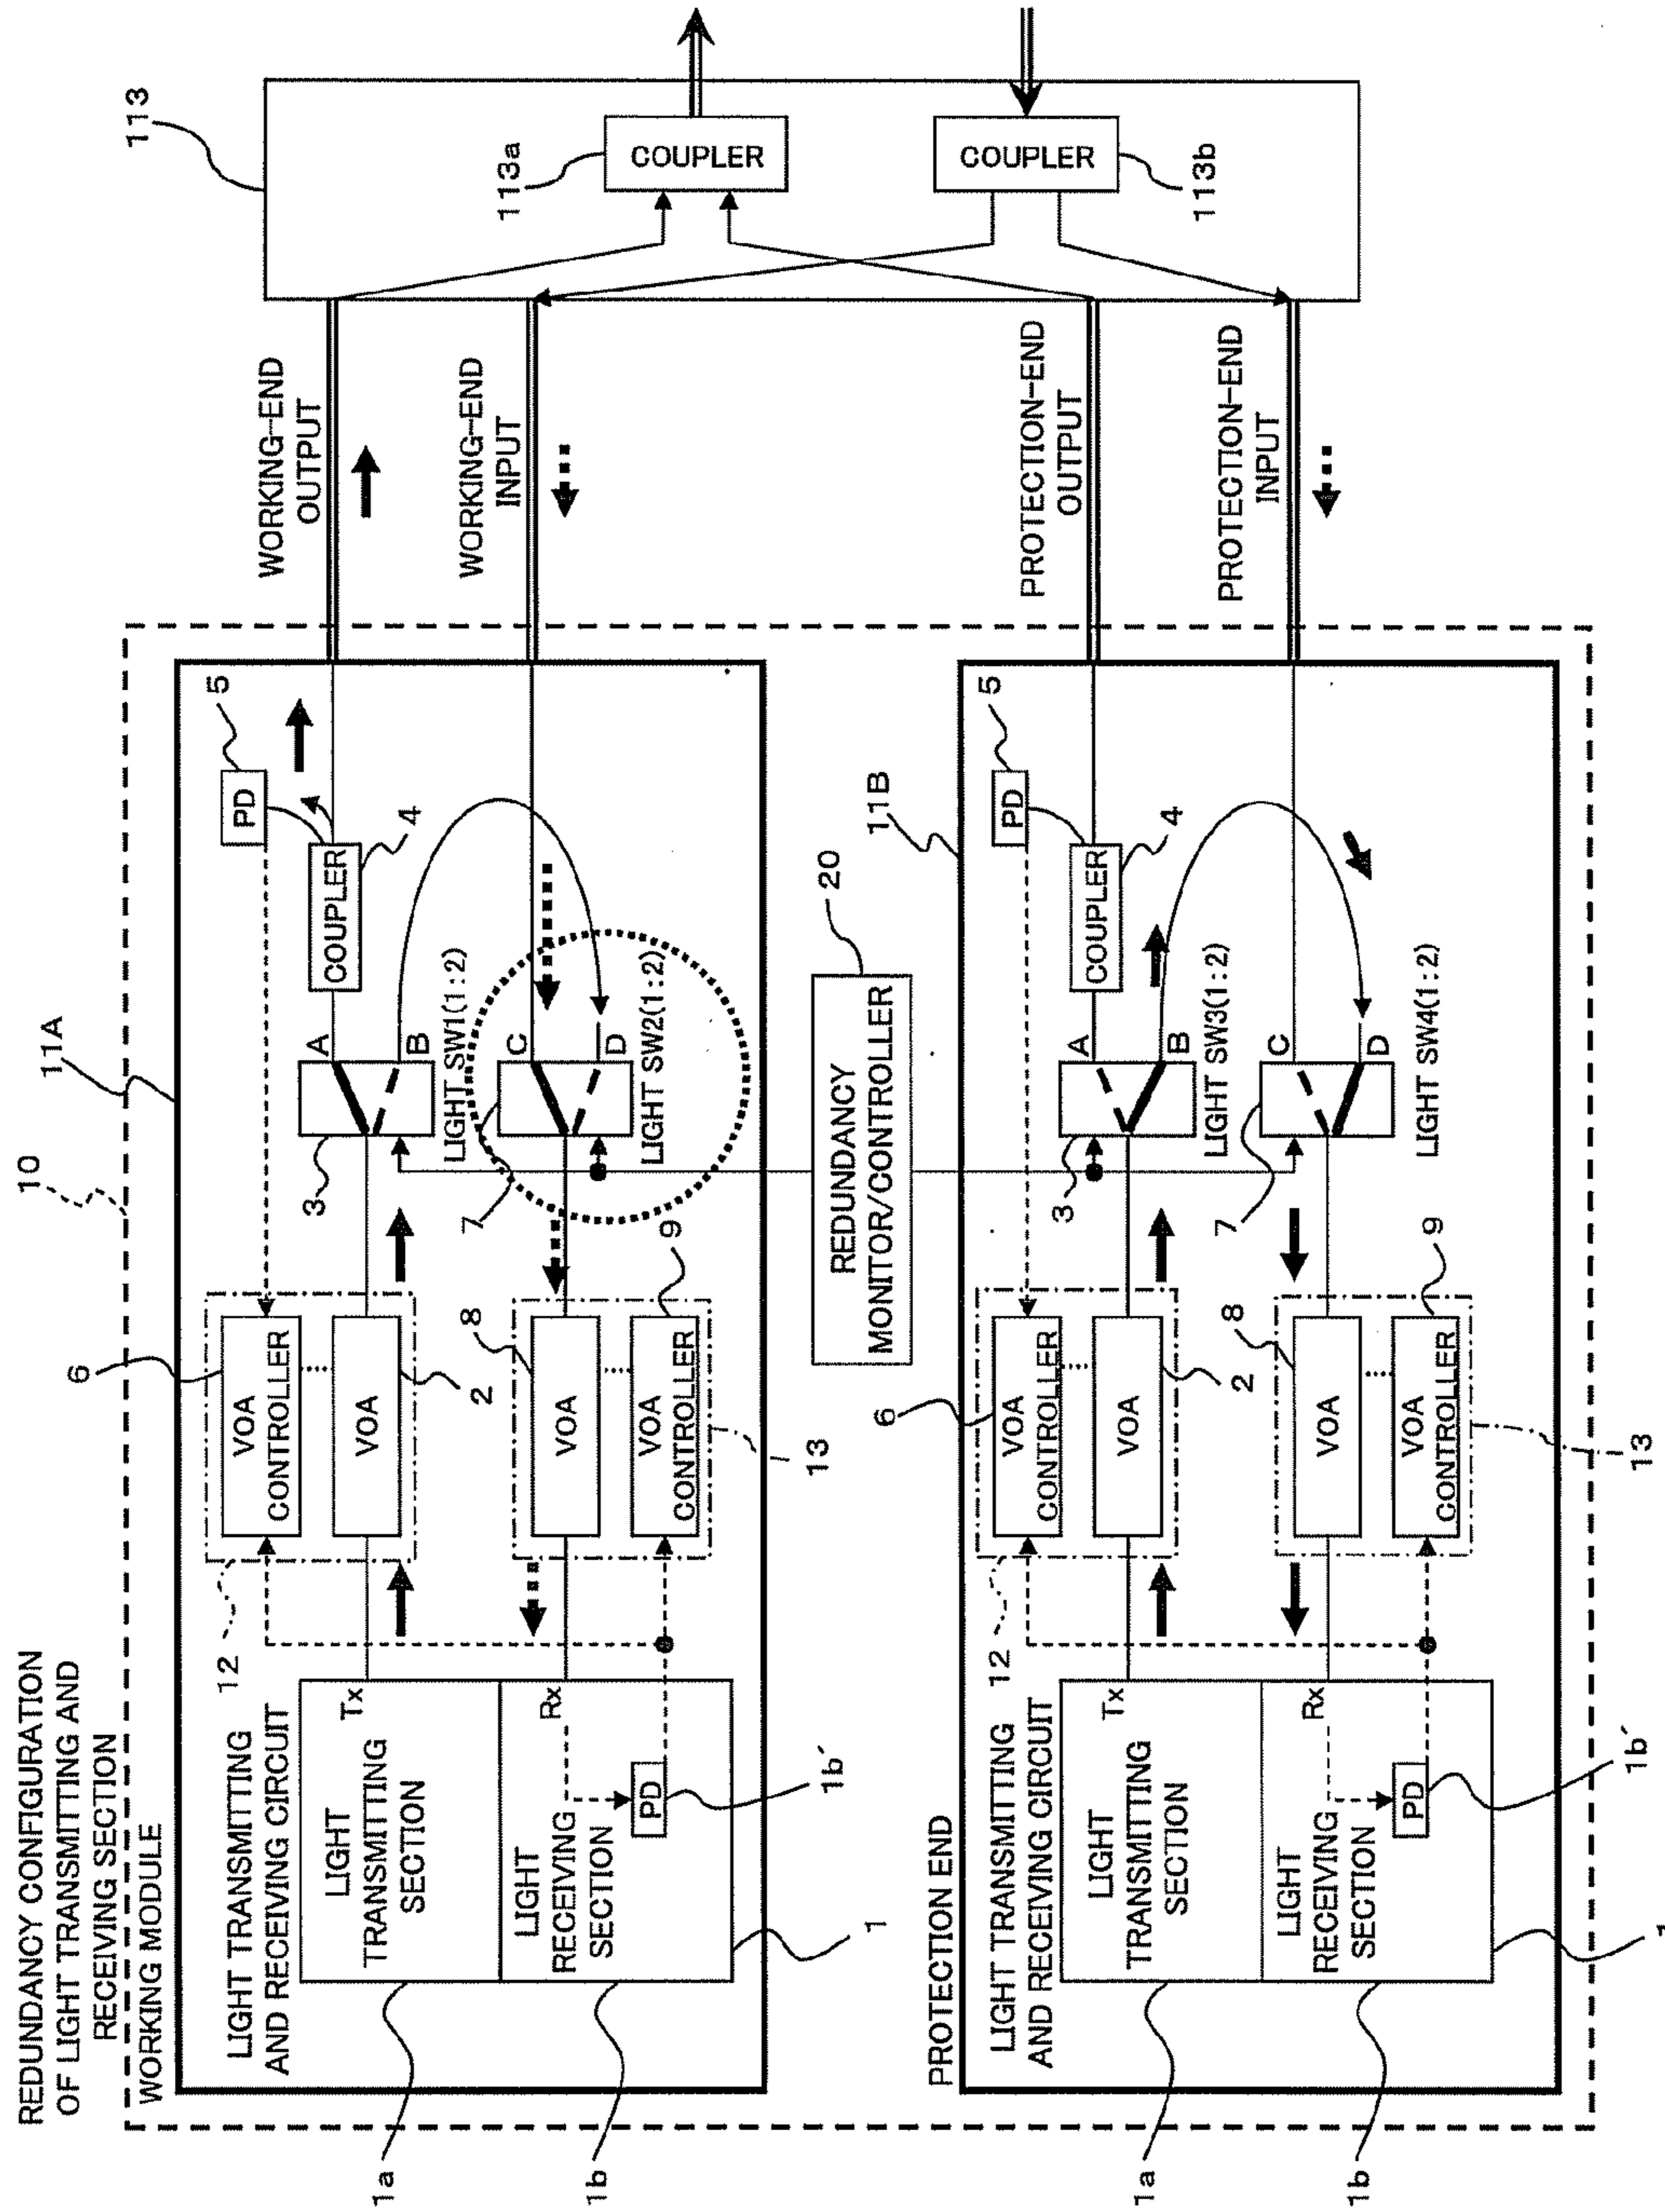 REDUNDANCY CONFIGURATION
OF LIGHT TRANSMITTING AND
RECEIVING SECTION
WORKING MODULE
10
11A
LIGHT TRANSMITTING
AND RECEIVING CIRCUIT
LIGHT
TRANSMITTING
SECTION
Tx
LIGHT
RECEIVING
SECTION
Rx
PD
1a
1b
1
1b'
12
6
VOA
CONTROLLER
VOA
2
8
VOA
VOA
CONTROLLER
9
13
3
A
B
LIGHT SW1(1:2)
7
C
D
LIGHT SW2(1:2)
COUPLER
4
PD
5
WORKING-END
OUTPUT
WORKING-END
INPUT
REDUNDANCY
MONITOR/CONTROLLER
20
PROTECTION END
11B
LIGHT TRANSMITTING
AND RECEIVING CIRCUIT
LIGHT
TRANSMITTING
SECTION
Tx
LIGHT
RECEIVING
SECTION
Rx
PD
1a
1b
1
1b'
12
6
VOA
CONTROLLER
VOA
2
8
VOA
VOA
CONTROLLER
9
13
3
A
B
LIGHT SW3(1:2)
7
C
D
LIGHT SW4(1:2)
COUPLER
4
PD
5
PROTECTION-END
OUTPUT
PROTECTION-END
INPUT
113
113a
COUPLER
COUPLER
113b